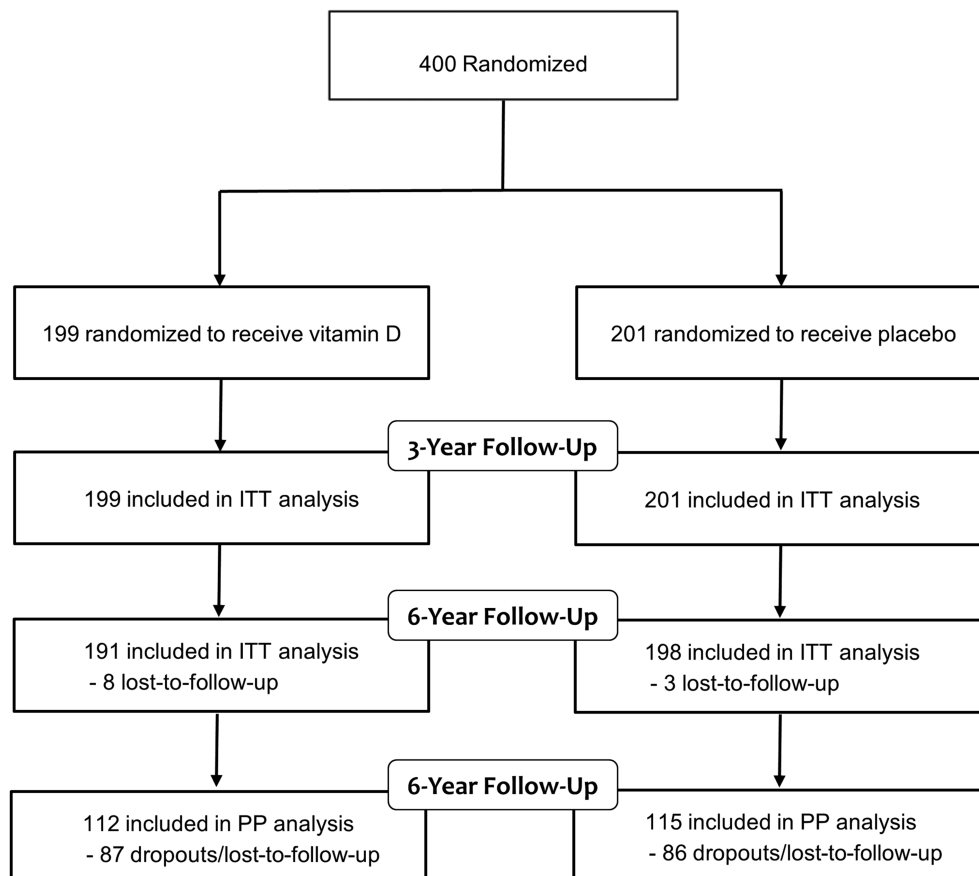 400 Randomized
199 randomized to receive vitamin D
201 randomized to receive placebo
3-Year Follow-Up
199 included in ITT analysis
201 included in ITT analysis
6-Year Follow-Up
191 included in ITT analysis
- 8 lost-to-follow-up
198 included in ITT analysis
- 3 lost-to-follow-up
6-Year Follow-Up
112 included in PP analysis
- 87 dropouts/lost-to-follow-up
115 included in PP analysis
- 86 dropouts/lost-to-follow-up